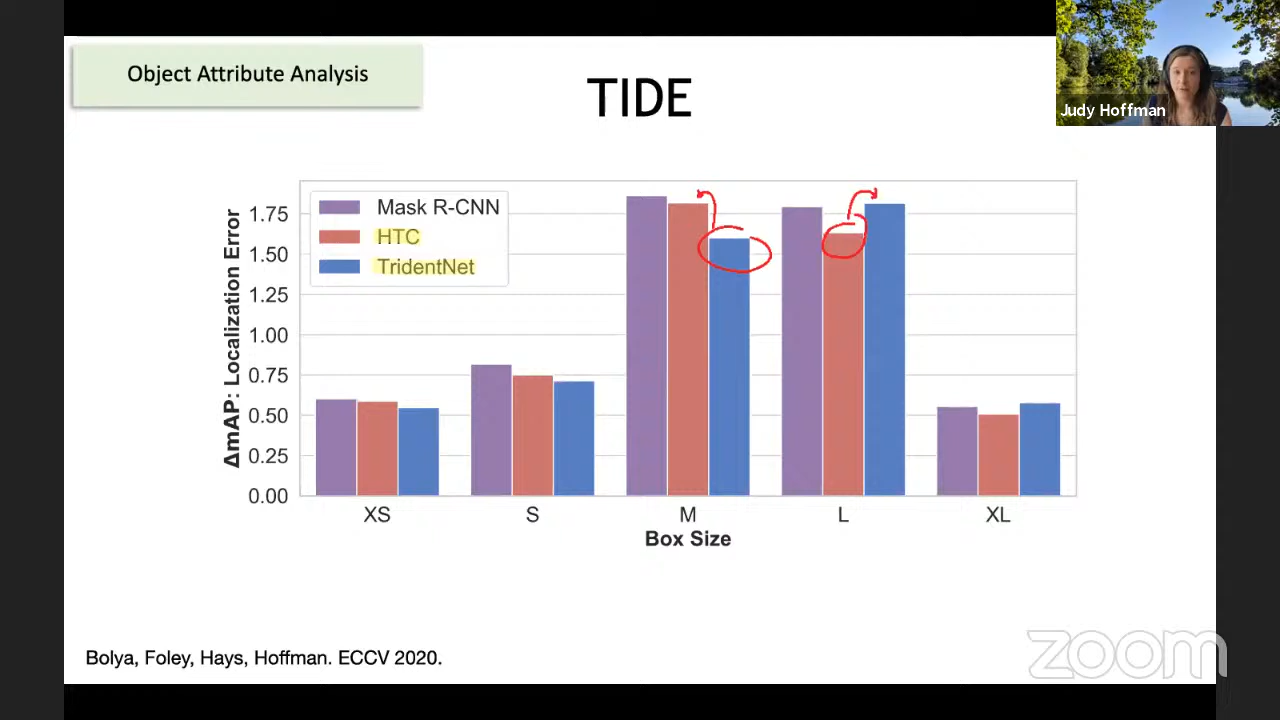 Object Attribute Analysis
TIDE
Judy Hoffman
ΔmAP: Localization Error
1.75
1.50
1.25
1.00
0.75
0.50
0.25
0.00
Mask R-CNN
HTC
TridentNet
XS S M L XL
Box Size
Bolya, Foley, Hays, Hoffman. ECCV 2020.
zoom